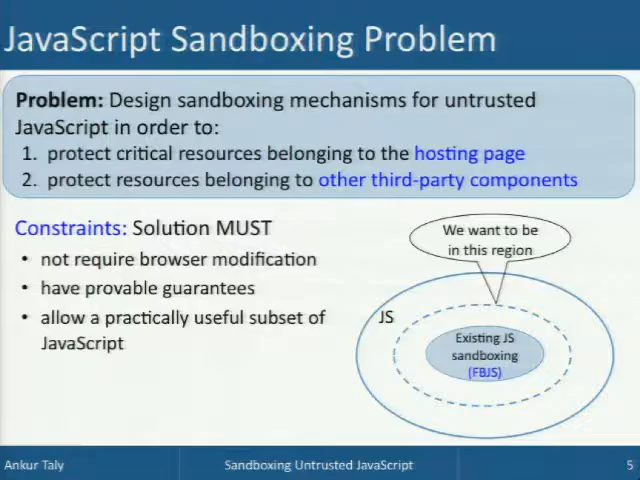 JavaScript Sandboxing Problem
Problem: Design sandboxing mechanisms for untrusted
JavaScript in order to:
1. protect critical resources belonging to the hosting page
2. protect resources belonging to other third-party components
Constraints: Solution MUST
• not require browser modification
• have provable guarantees
• allow a practically useful subset of
JavaScript
We want to be
in this region
JS
Existing JS
sandboxing
(FBJS)
Ankur Taly
Sandboxing Untrusted JavaScript
5